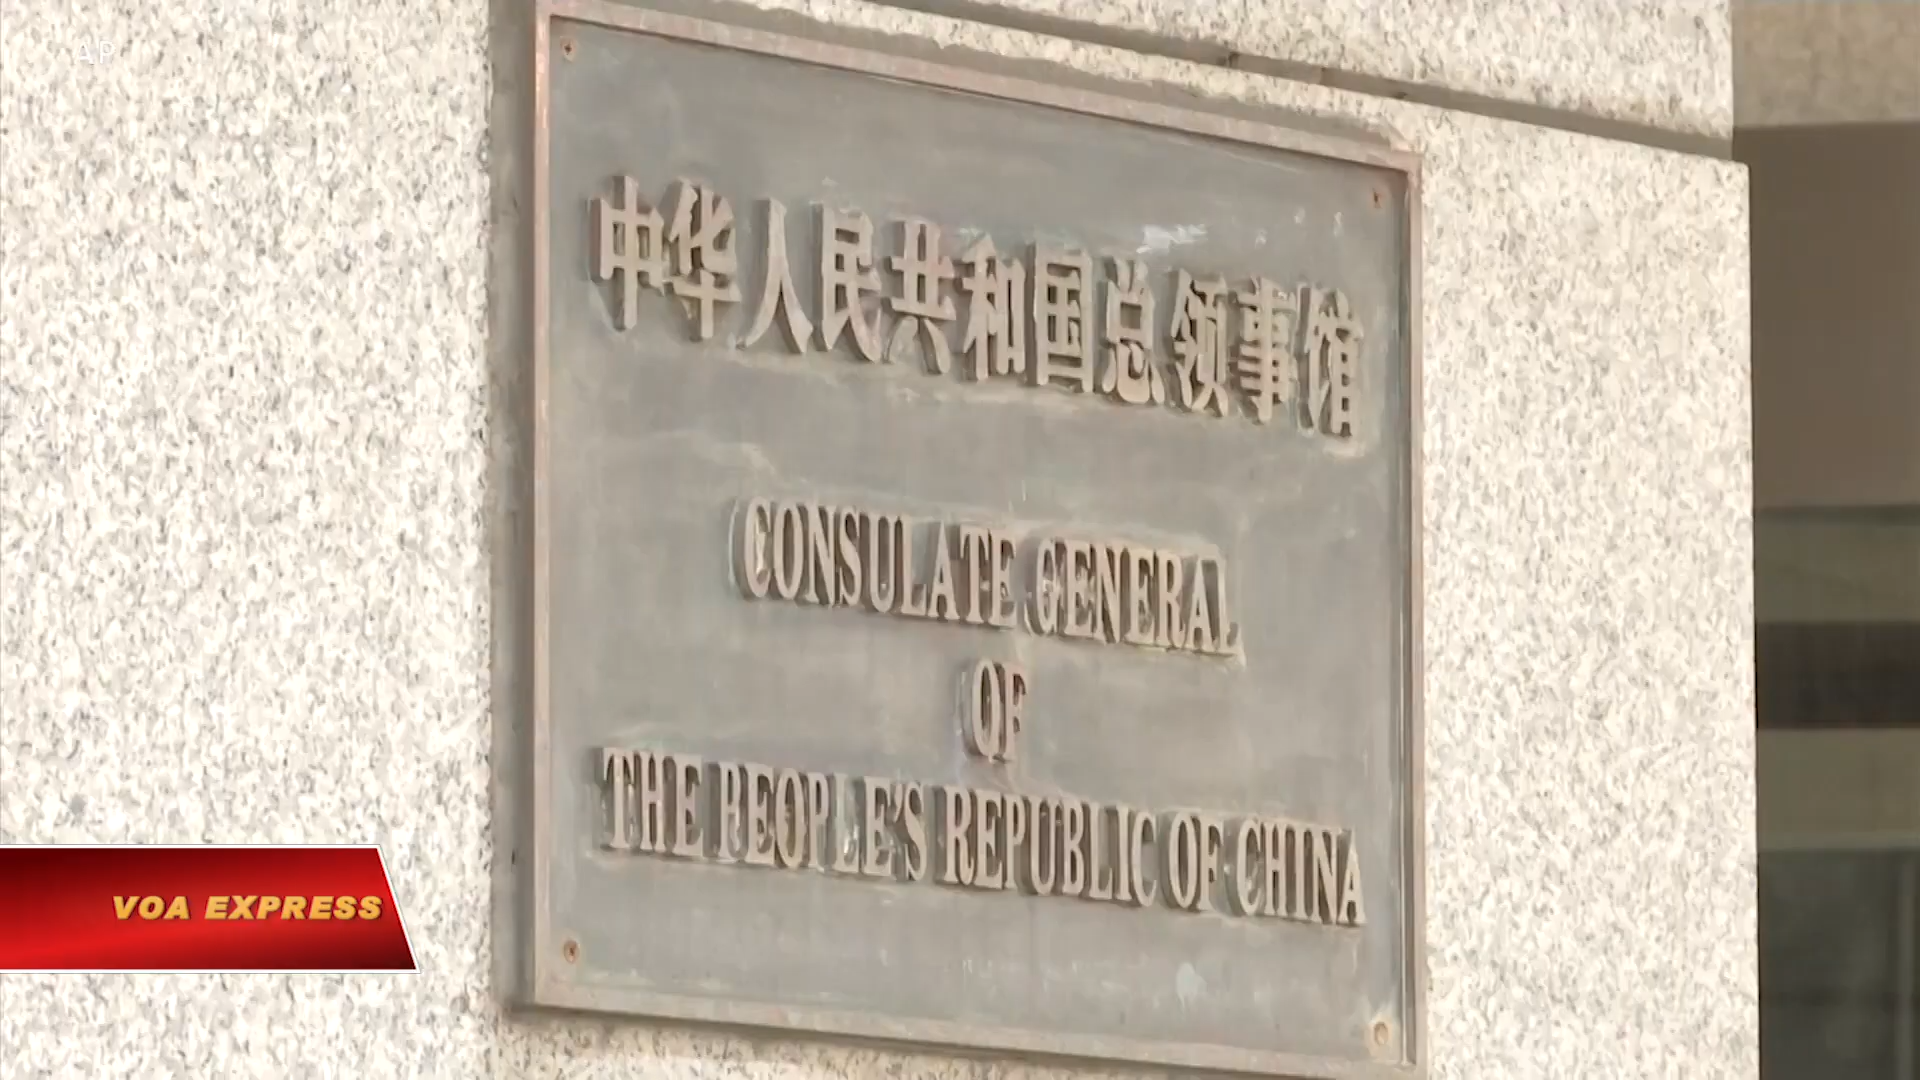 AP
中华人民共和国总领事馆
CONSULATE GENERAL
OF
THE PEOPLE'S REPUBLIC OF CHINA
VOA EXPRESS